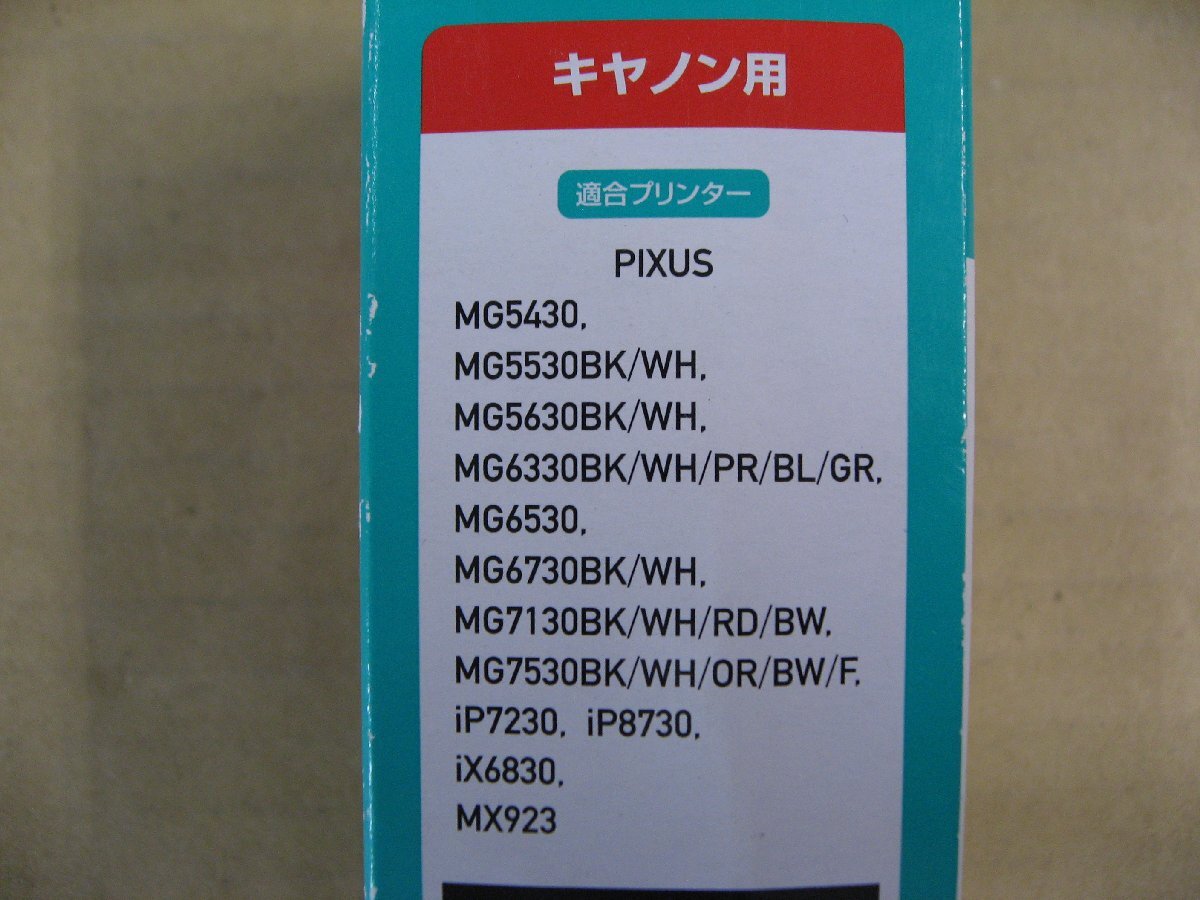 キヤノン用
適合プリンター
PIXUS
MG5430,
MG5530BK/WH,
MG5630BK/WH,
MG6330BK/WH/PR/BL/GR,
MG6530,
MG6730BK/WH,
MG7130BK/WH/RD/BW,
MG7530BK/WH/OR/BW/F,
iP7230, iP8730,
iX6830,
MX923